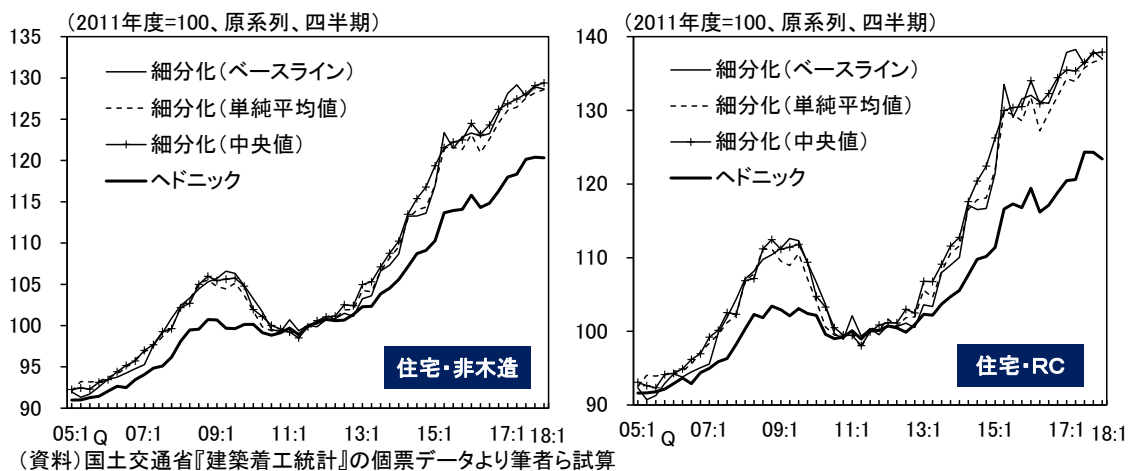 （2011年度=100、原系列、四半期）
135
130
125
120
115
110
105
100
95
90
細分化（ベースライン）
細分化（単純平均値）
細分化（中央値）
ヘドニック
住宅・非木造
05:1 Q 07:1 09:1 11:1 13:1 15:1 17:1 18:1
（2011年度=100、原系列、四半期）
140
130
120
110
100
90
細分化（ベースライン）
細分化（単純平均値）
細分化（中央値）
ヘドニック
住宅・RC
05:1 Q 07:1 09:1 11:1 13:1 15:1 17:1 18:1
（資料）国土交通省『建築着工統計』の個票データより筆者ら試算